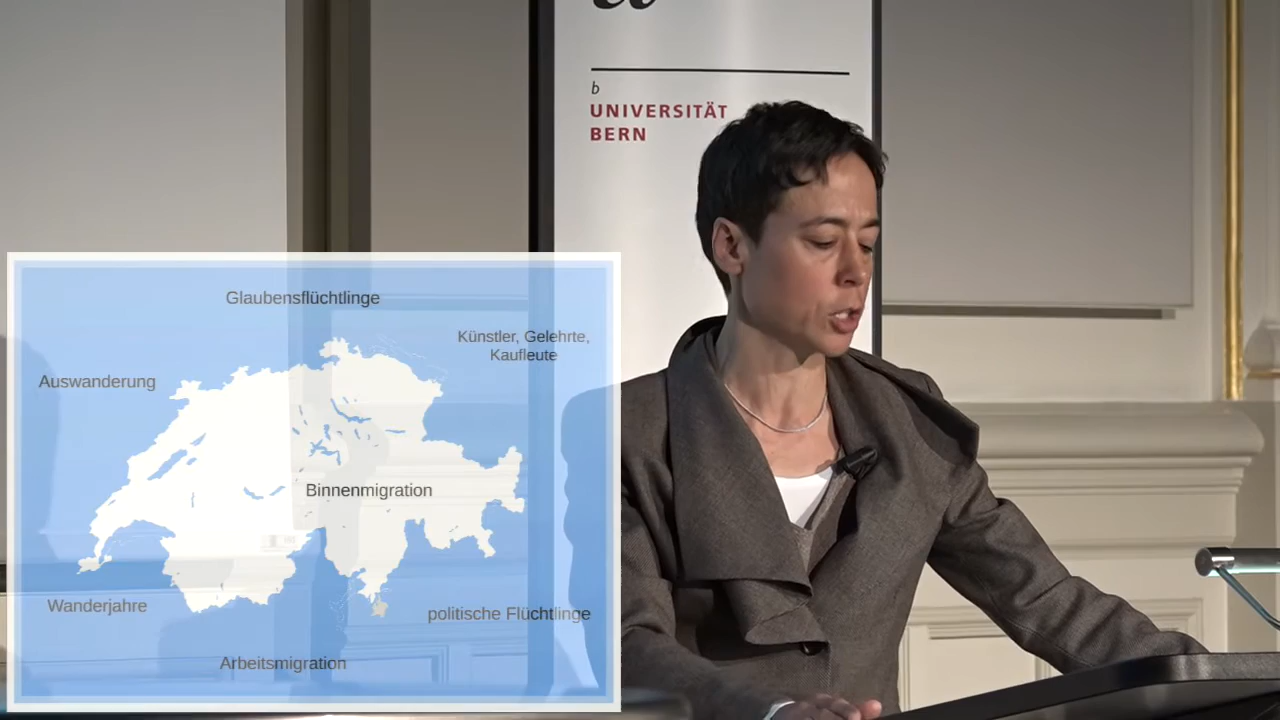 b
UNIVERSITÄT
BERN
Glaubensflüchtlinge
Künstler, Gelehrte,
Kaufleute
Auswanderung
Binnenmigration
Wanderjahre
politische Flüchtlinge
Arbeitsmigration